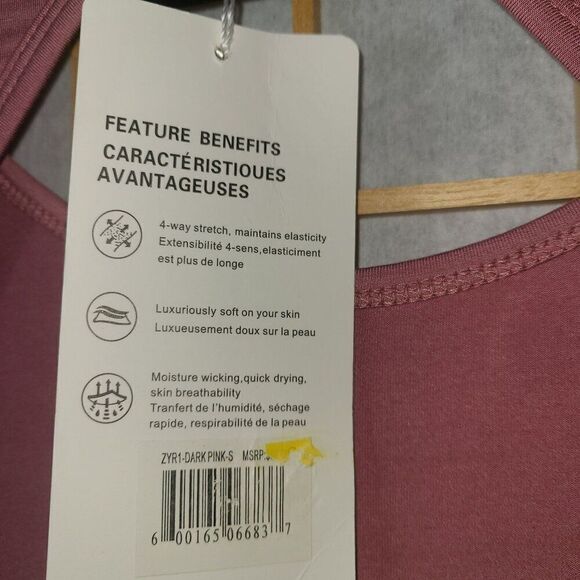 FEATURE BENEFITS
CARACTÉRISTIOUES
AVANTAGEUSES
4-way stretch, maintains elasticity
Extensibilité 4-sens,elasticiment
est plus de longe
Luxuriously soft on your skin
Luxueusement doux sur la peau
Moisture wicking,quick drying,
skin breathability
Tranfert de l'humidité, séchage
rapide, respirabilité de la peau
ZYR1-DARK PINK-S MSRP:
6 00165 06683 7